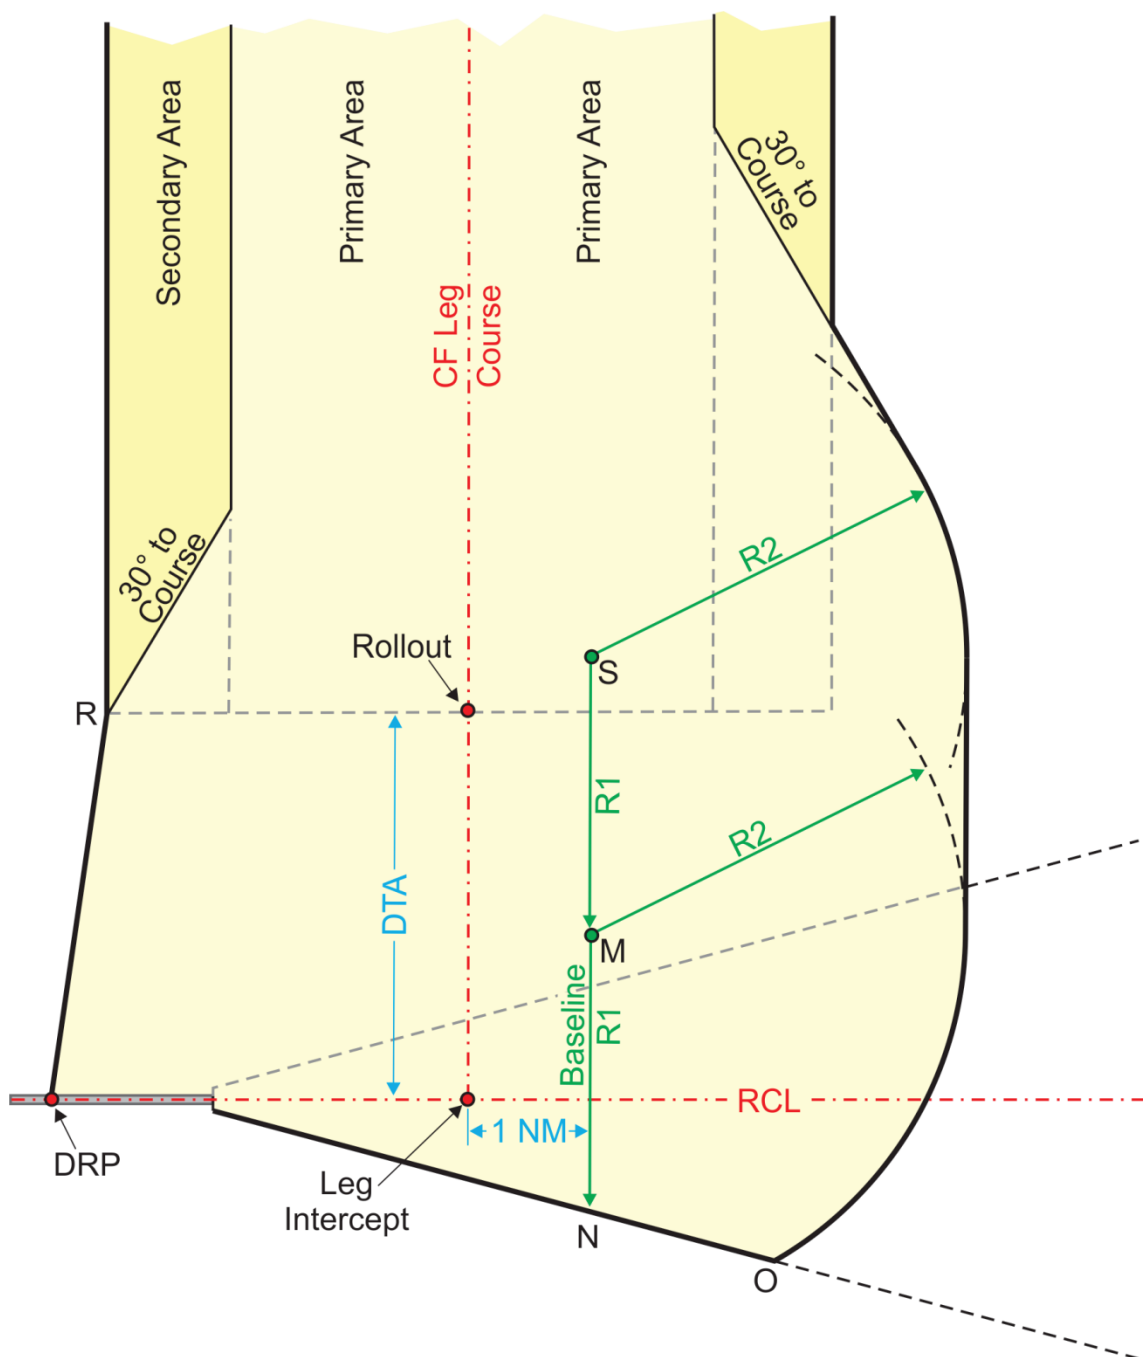 Secondary Area
Primary Area
Primary Area
30° to
Course
CF Leg
Course
30° to
Course
R2
Rollout
S
R
R1
R2
DTA
M
Baseline
R1
RCL
1 NM
DRP
Leg
Intercept
N
O